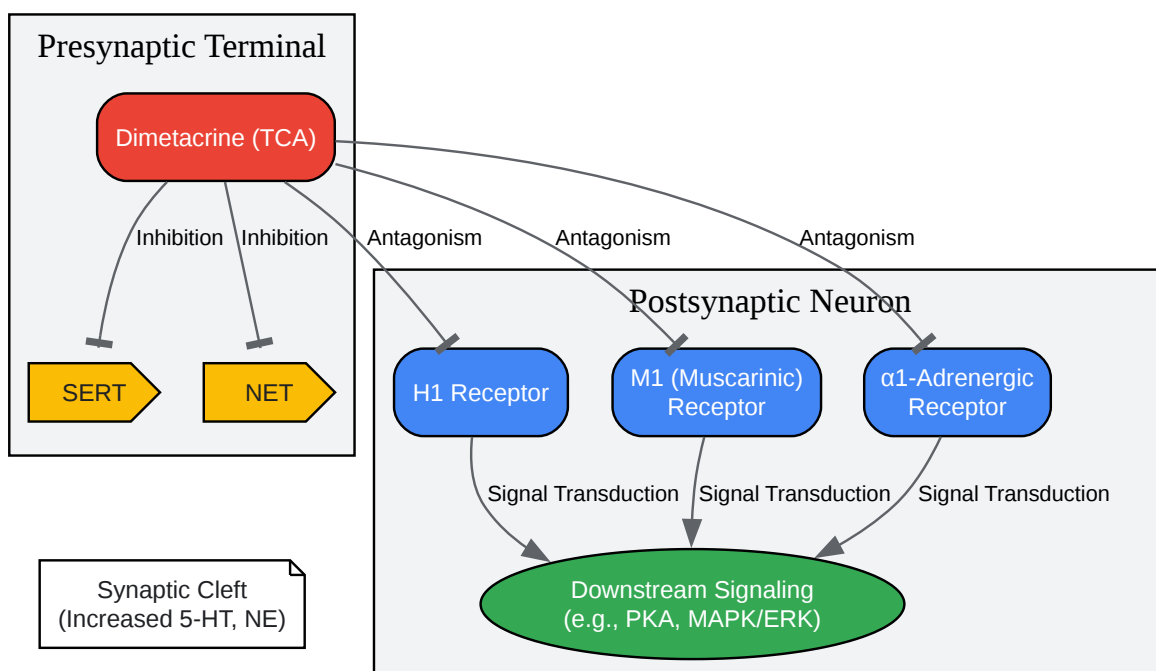 Presynaptic Terminal
Dimetacrine (TCA)
Inhibition
Inhibition
Antagonism
Antagonism
Antagonism
Postsynaptic Neuron
SERT
NET
H1 Receptor
M1 (Muscarinic)
Receptor
α1-Adrenergic
Receptor
Signal Transduction
Signal Transduction
Signal Transduction
Synaptic Cleft
(Increased 5-HT, NE)
Downstream Signaling
(e.g., PKA, MAPK/ERK)